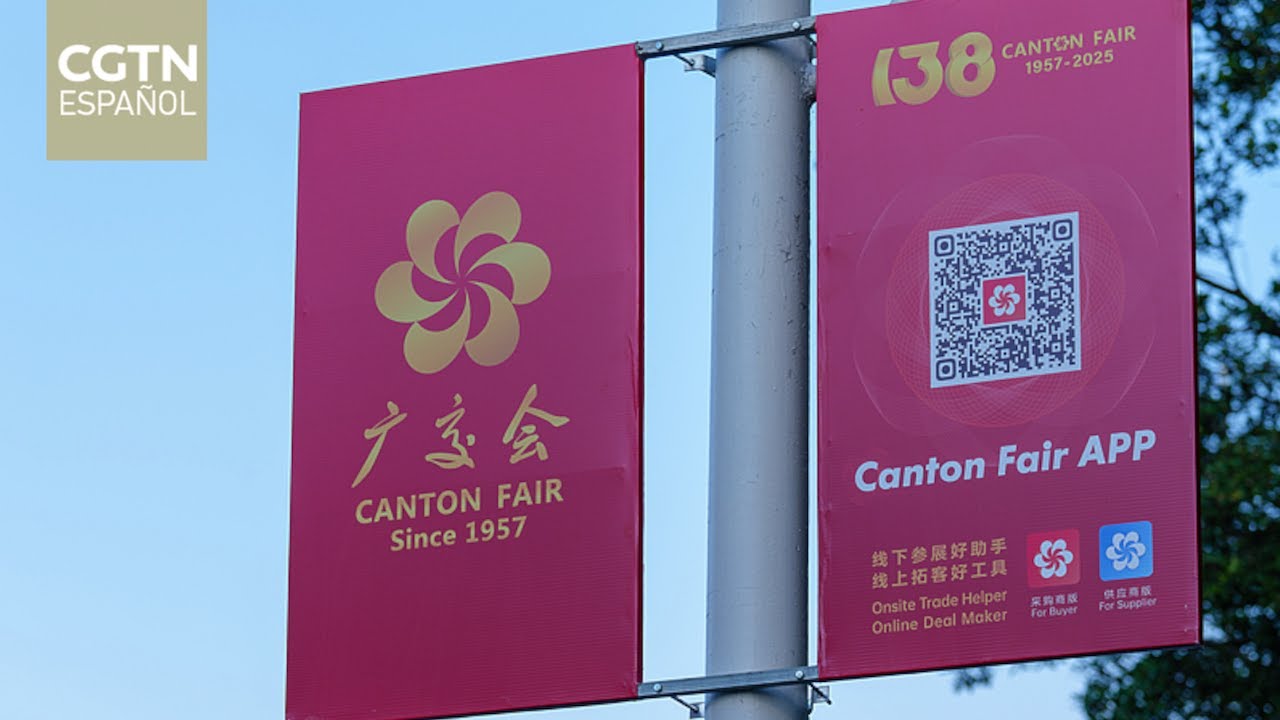 CGTN
ESPAÑOL
广交会
CANTON FAIR
Since 1957
138 CANTON FAIR
1957-2025
Canton Fair APP
线下参展好助手
线上拓客好工具
Onsite Trade Helper
Online Deal Maker
采购商版
For Buyer
供应商版
For Supplier